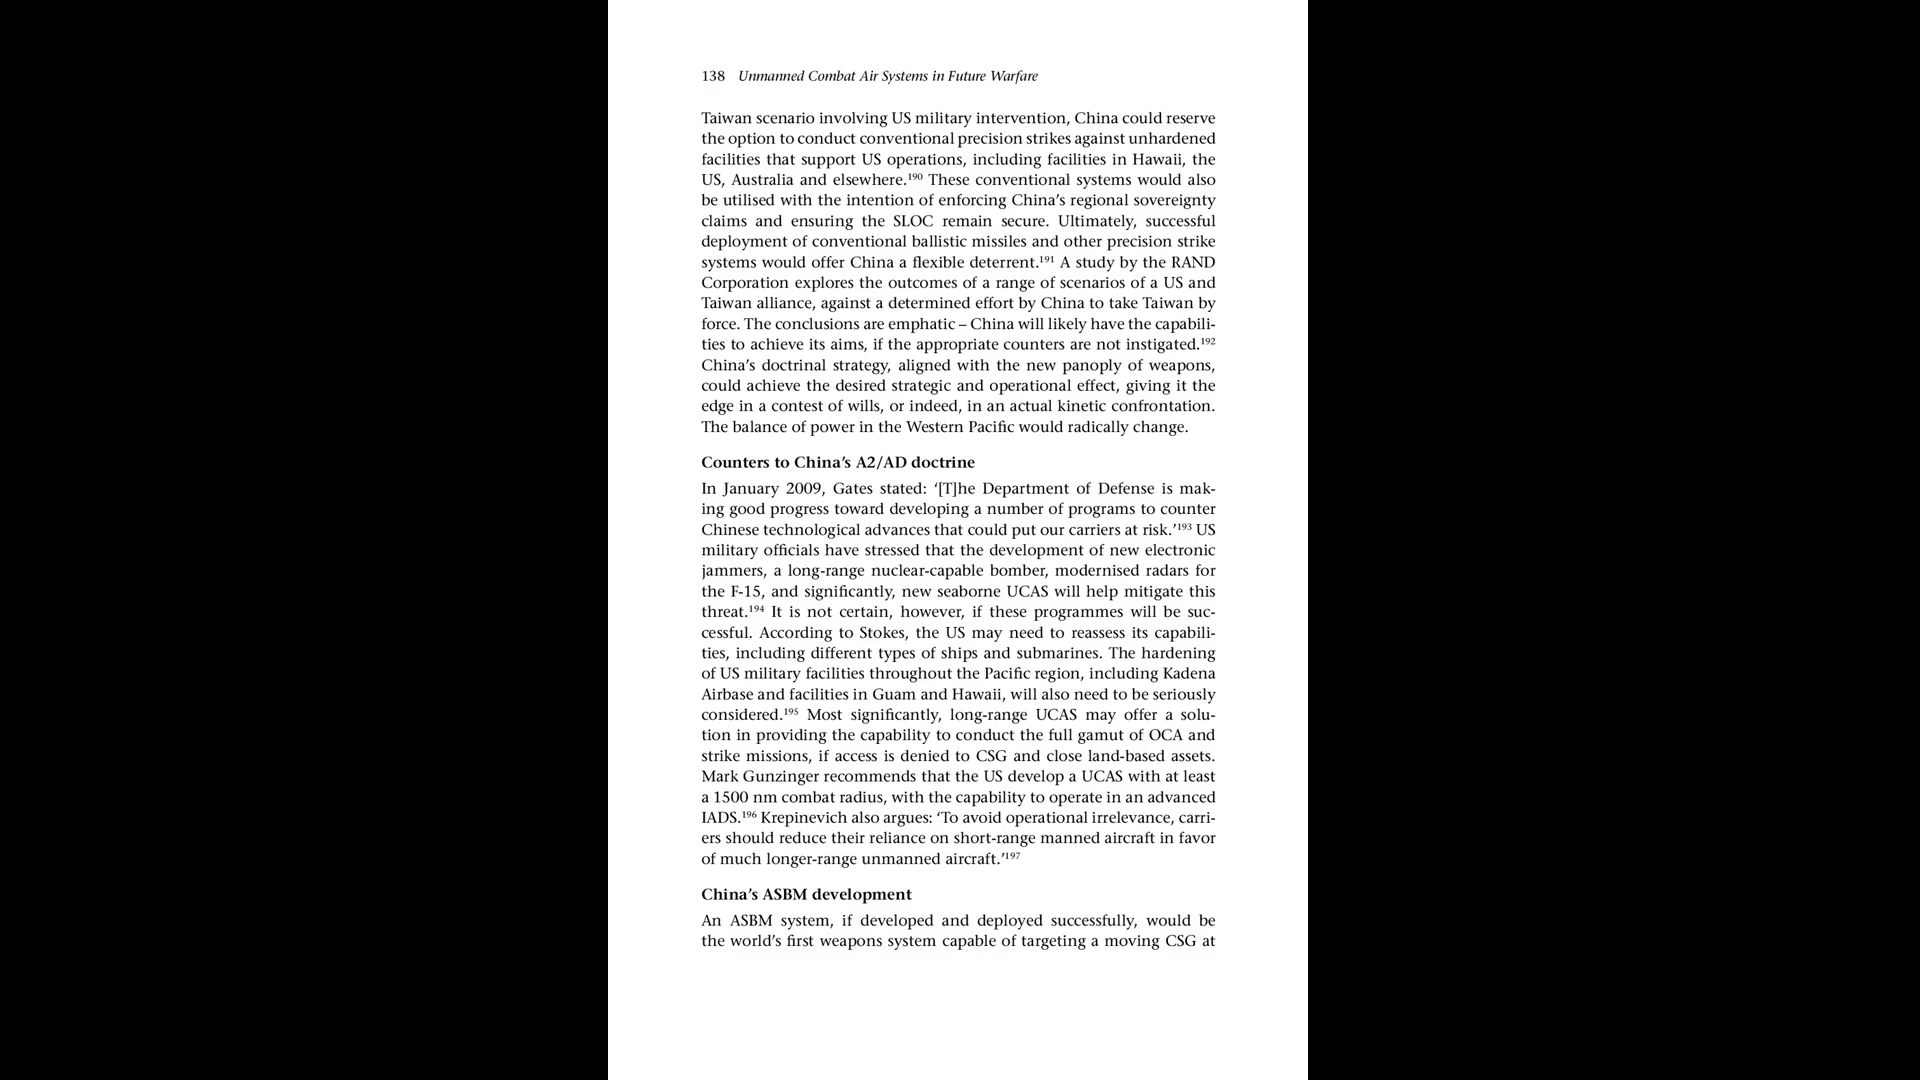 138 Unmanned Combat Air Systems in Future Warfare
Taiwan scenario involving US military intervention, China could reserve
the option to conduct conventional precision strikes against unhardened
facilities that support US operations, including facilities in Hawaii, the
US, Australia and elsewhere.¹⁹⁰ These conventional systems would also
be utilised with the intention of enforcing China’s regional sovereignty
claims and ensuring the SLOC remain secure. Ultimately, successful
deployment of conventional ballistic missiles and other precision strike
systems would offer China a flexible deterrent.¹⁹¹ A study by the RAND
Corporation explores the outcomes of a range of scenarios of a US and
Taiwan alliance, against a determined effort by China to take Taiwan by
force. The conclusions are emphatic – China will likely have the capabili-
ties to achieve its aims, if the appropriate counters are not instigated.¹⁹²
China’s doctrinal strategy, aligned with the new panoply of weapons,
could achieve the desired strategic and operational effect, giving it the
edge in a contest of wills, or indeed, in an actual kinetic confrontation.
The balance of power in the Western Pacific would radically change.
Counters to China’s A2/AD doctrine
In January 2009, Gates stated: ‘[T]he Department of Defense is mak-
ing good progress toward developing a number of programs to counter
Chinese technological advances that could put our carriers at risk.’¹⁹³ US
military officials have stressed that the development of new electronic
jammers, a long-range nuclear-capable bomber, modernised radars for
the F-15, and significantly, new seaborne UCAS will help mitigate this
threat.¹⁹⁴ It is not certain, however, if these programmes will be suc-
cessful. According to Stokes, the US may need to reassess its capabili-
ties, including different types of ships and submarines. The hardening
of US military facilities throughout the Pacific region, including Kadena
Airbase and facilities in Guam and Hawaii, will also need to be seriously
considered.¹⁹⁵ Most significantly, long-range UCAS may offer a solu-
tion in providing the capability to conduct the full gamut of OCA and
strike missions, if access is denied to CSG and close land-based assets.
Mark Gunzinger recommends that the US develop a UCAS with at least
a 1500 nm combat radius, with the capability to operate in an advanced
IADS.¹⁹⁶ Krepinevich also argues: ‘To avoid operational irrelevance, carri-
ers should reduce their reliance on short-range manned aircraft in favor
of much longer-range unmanned aircraft.’¹⁹⁷
China’s ASBM development
An ASBM system, if developed and deployed successfully, would be
the world’s first weapons system capable of targeting a moving CSG at